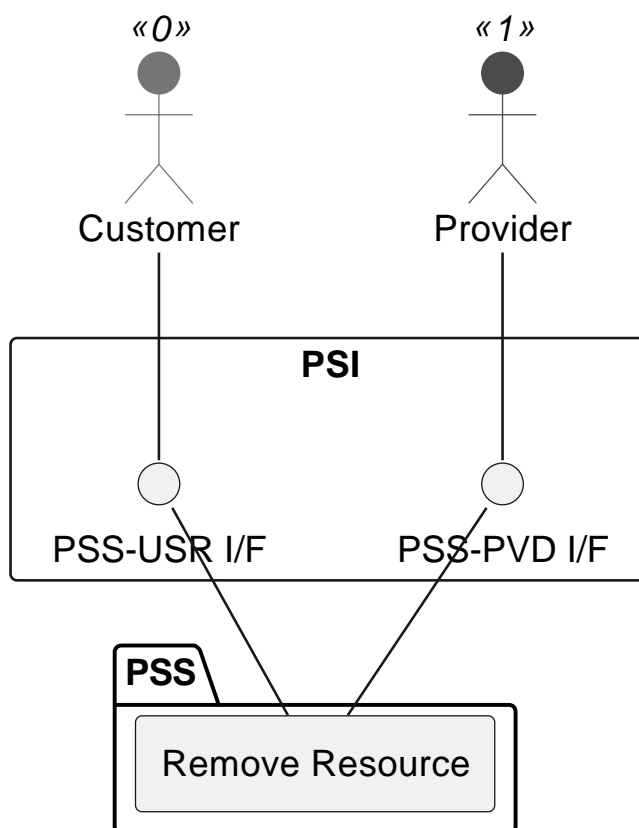 «0» «1»
Customer Provider
PSI
PSS-USR I/F PSS-PVD I/F
PSS
Remove Resource